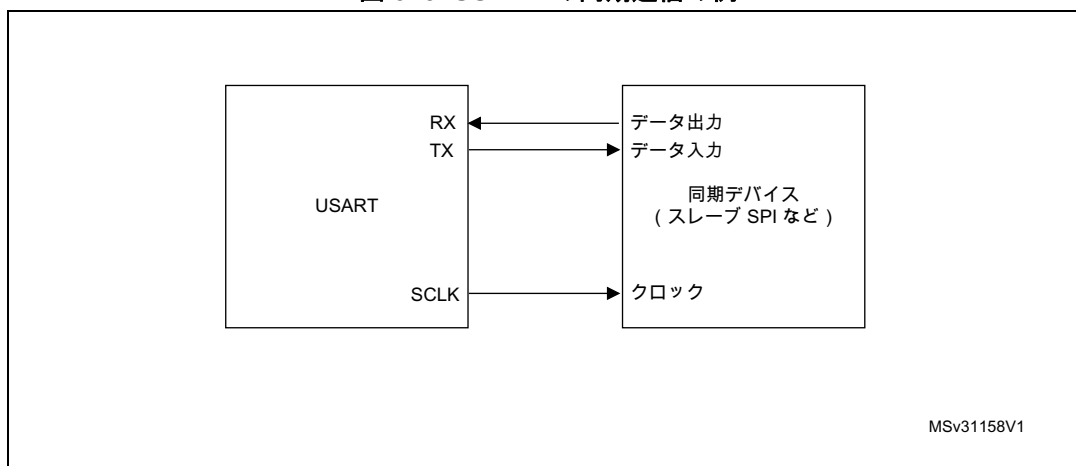 RX
データ出力
TX
データ入力
USART
同期デバイス
( スレーブ SPI など )
SCLK
クロック
MSv31158V1